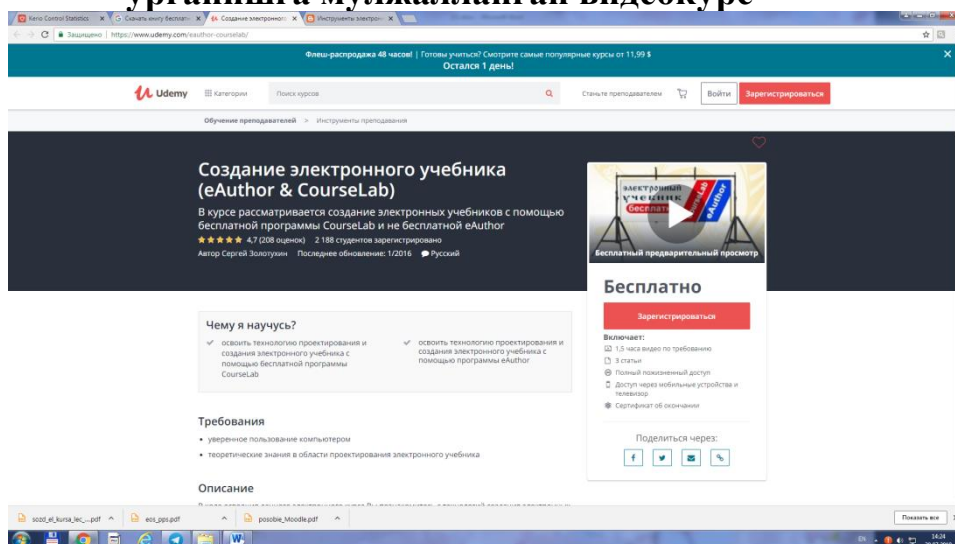 урганишга мулжалланган видеокурс
Kerio Control Statistics
Скачать книгу бесплатн
Создание электронного
Инструменты электрон
Защищено | https://www.udemy.com/eauthor-courselab/
Флеш-распродажа 48 часов! | Готовы учиться? Смотрите самые популярные курсы от 11,99 $
Остался 1 день!
Udemy
Категории
Поиск курсов
Станьте преподавателем
Войти
Зарегистрироваться
Обучение преподавателей > Инструменты преподавания
Создание электронного учебника
(eAuthor & CourseLab)
В курсе рассматривается создание электронных учебников с помощью
бесплатной программы CourseLab и не бесплатной eAuthor
4,7 (208 оценок) 2 188 студентов зарегистрировано
Автор Сергей Золотухин Последнее обновление: 1/2016 Русский
электронный
учебник
бесплатно
CourseLab
eAuthor
Бесплатный предварительный просмотр
Бесплатно
Зарегистрироваться
Включает:
1,5 часа видео по требованию
3 статьи
Полный пожизненный доступ
Доступ через мобильные устройства и
телевизор
Сертификат об окончании
Поделиться через:
Чему я научусь?
освоить технологию проектирования и
создания электронного учебника с
помощью бесплатной программы
CourseLab
освоить технологию проектирования и
создания электронного учебника с
помощью программы eAuthor
Требования
уверенное пользование компьютером
теоретические знания в области проектирования электронного учебника
Описание
sozd_el_kursa_lec_....pdf
eos_pps.pdf
posobie_Moodle.pdf
Показать все
EN
14:24